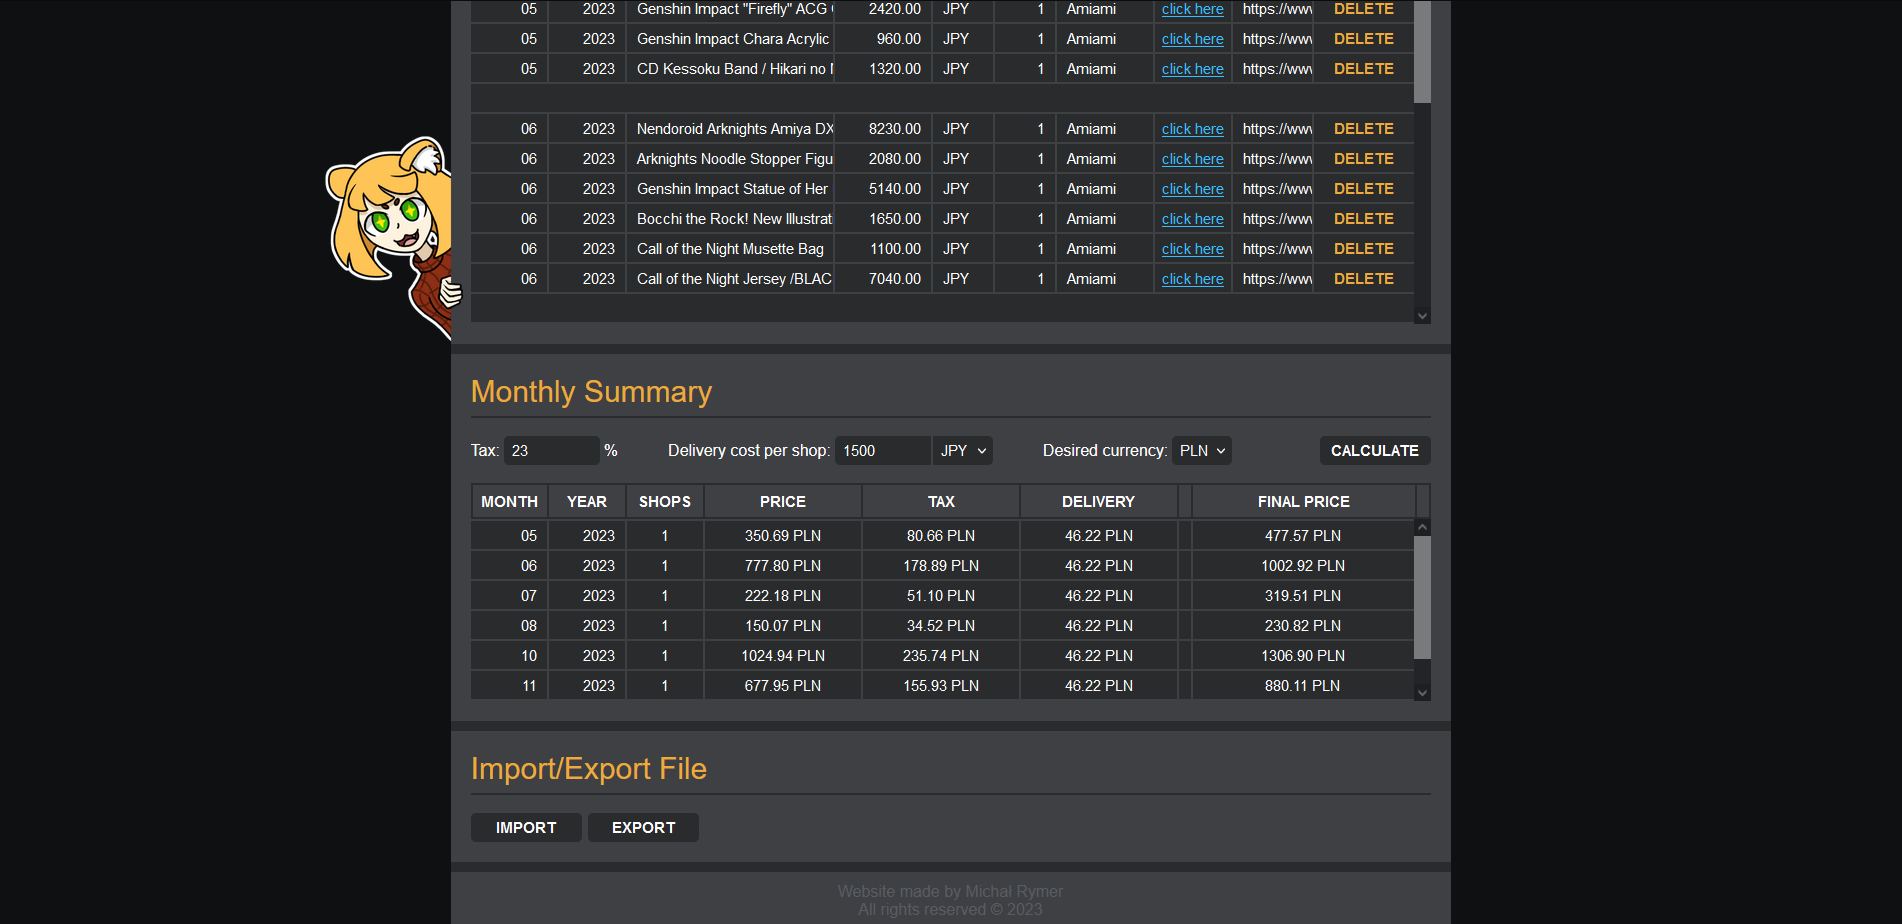 05 2023 Genshin Impact "Firefly" ACG 2420.00 JPY 1 Amiami click here https://www DELETE
05 2023 Genshin Impact Chara Acrylic 960.00 JPY 1 Amiami click here https://www DELETE
05 2023 CD Kessoku Band / Hikari no 1320.00 JPY 1 Amiami click here https://www DELETE
06 2023 Nendoroid Arknights Amiya DX 8230.00 JPY 1 Amiami click here https://www DELETE
06 2023 Arknights Noodle Stopper Figu 2080.00 JPY 1 Amiami click here https://www DELETE
06 2023 Genshin Impact Statue of Her 5140.00 JPY 1 Amiami click here https://www DELETE
06 2023 Bocchi the Rock! New Illustrat 1650.00 JPY 1 Amiami click here https://www DELETE
06 2023 Call of the Night Musette Bag 1100.00 JPY 1 Amiami click here https://www DELETE
06 2023 Call of the Night Jersey /BLAC 7040.00 JPY 1 Amiami click here https://www DELETE
Monthly Summary
Tax: 23 % Delivery cost per shop: 1500 JPY Desired currency: PLN CALCULATE
MONTH YEAR SHOPS PRICE TAX DELIVERY FINAL PRICE
05 2023 1 350.69 PLN 80.66 PLN 46.22 PLN 477.57 PLN
06 2023 1 777.80 PLN 178.89 PLN 46.22 PLN 1002.92 PLN
07 2023 1 222.18 PLN 51.10 PLN 46.22 PLN 319.51 PLN
08 2023 1 150.07 PLN 34.52 PLN 46.22 PLN 230.82 PLN
10 2023 1 1024.94 PLN 235.74 PLN 46.22 PLN 1306.90 PLN
11 2023 1 677.95 PLN 155.93 PLN 46.22 PLN 880.11 PLN
Import/Export File
IMPORT EXPORT
Website made by Michał Rymer
All rights reserved © 2023